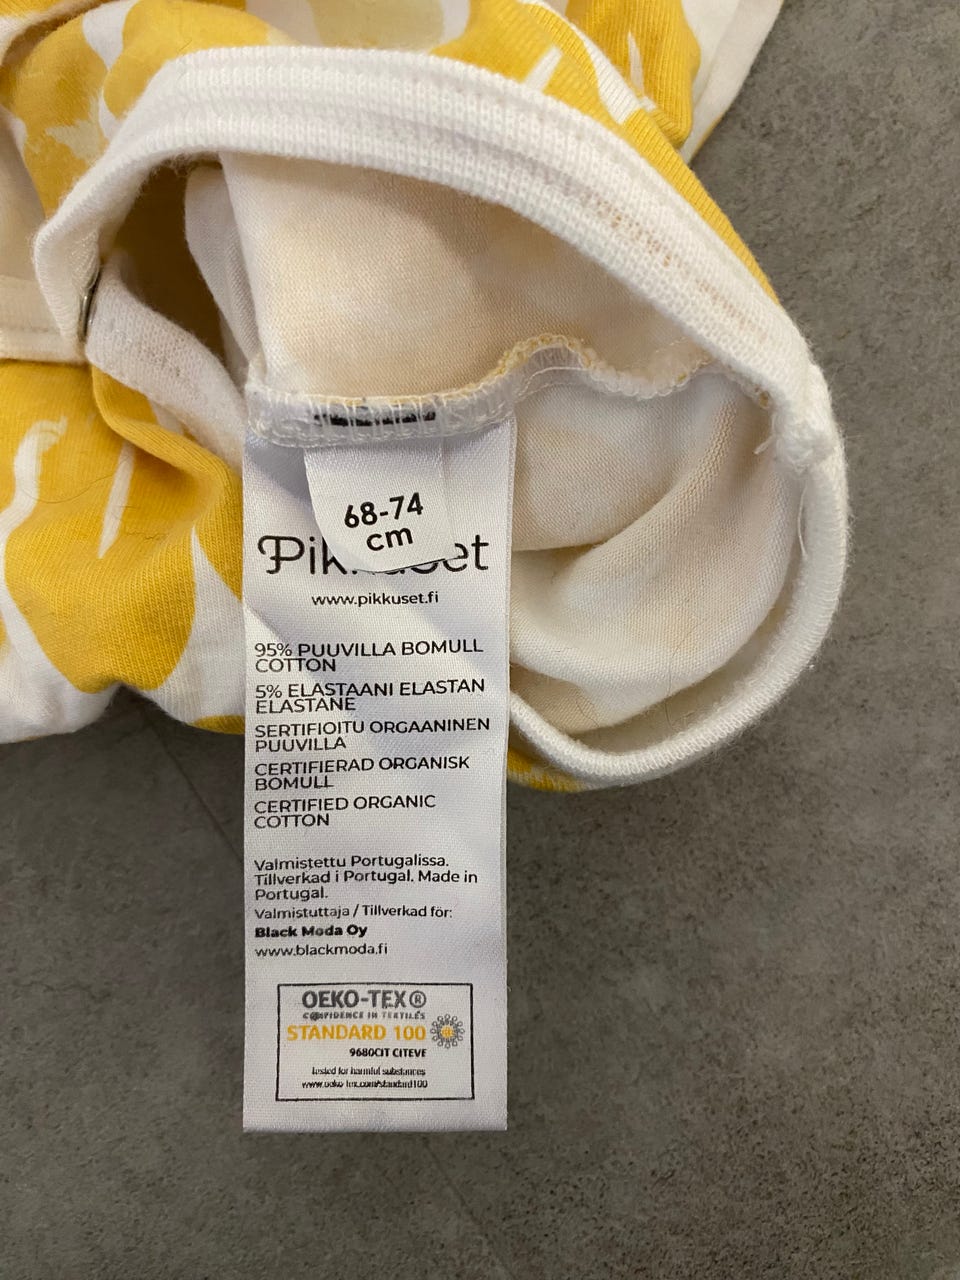 68-74
cm
www.pikkuset.fi
95% PUUVILLA BOMULL
COTTON
5% ELASTAANI ELASTAN
ELASTANE
SERTIFIOITU ORGAANINEN
PUUVILLA
CERTIFIERAD ORGANISK
BOMULL
CERTIFIED ORGANIC
COTTON
Valmistettu Portugalissa.
Tillverkad i Portugal. Made in
Portugal.
Valmistuttaja / Tillverkad för:
Black Moda Oy
www.blackmoda.fi
OEKO-TEX®
CONFIDENCE IN TEXTILES
STANDARD 100
9680CIT CITEVE
tested for harmful substances
www.oeko-tex.com/standard100